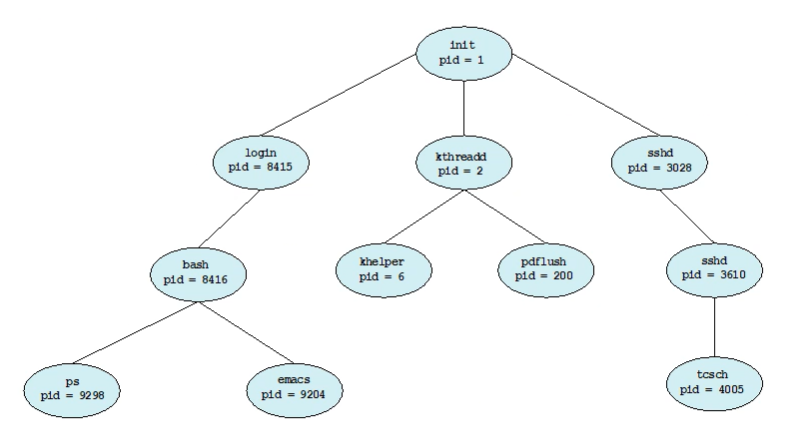 init
pid = 1
login
pid = 8415
kthreadd
pid = 2
sshd
pid = 3028
bash
pid = 8416
khelper
pid = 6
pdflush
pid = 200
sshd
pid = 3610
ps
pid = 9298
emacs
pid = 9204
tcsch
pid = 4005